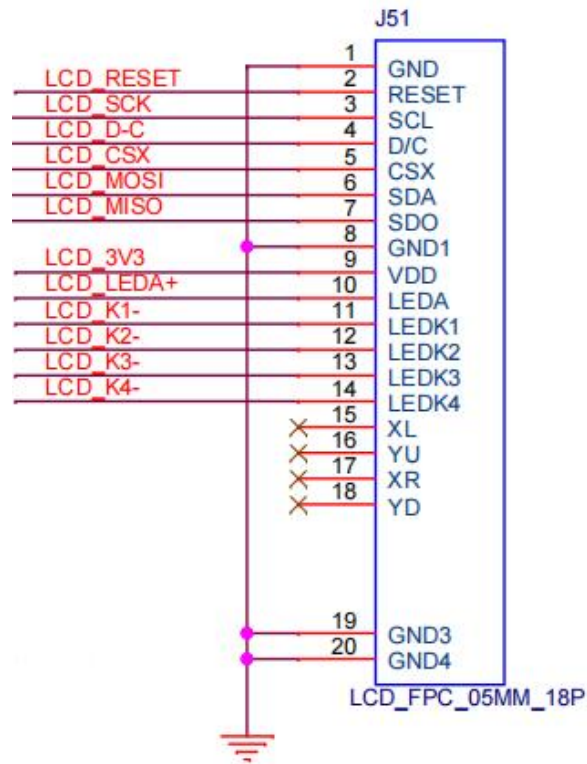 J51
1 GND
LCD_RESET 2 RESET
LCD_SCK 3 SCL
LCD_D-C 4 D/C
LCD_CSX 5 CSX
LCD_MOSI 6 SDA
LCD_MISO 7 SDO
8 GND1
LCD_3V3 9 VDD
LCD_LEDA+ 10 LEDA
LCD_K1- 11 LEDK1
LCD_K2- 12 LEDK2
LCD_K3- 13 LEDK3
LCD_K4- 14 LEDK4
15 XL
16 YU
17 XR
18 YD
19 GND3
20 GND4
LCD_FPC_05MM_18P